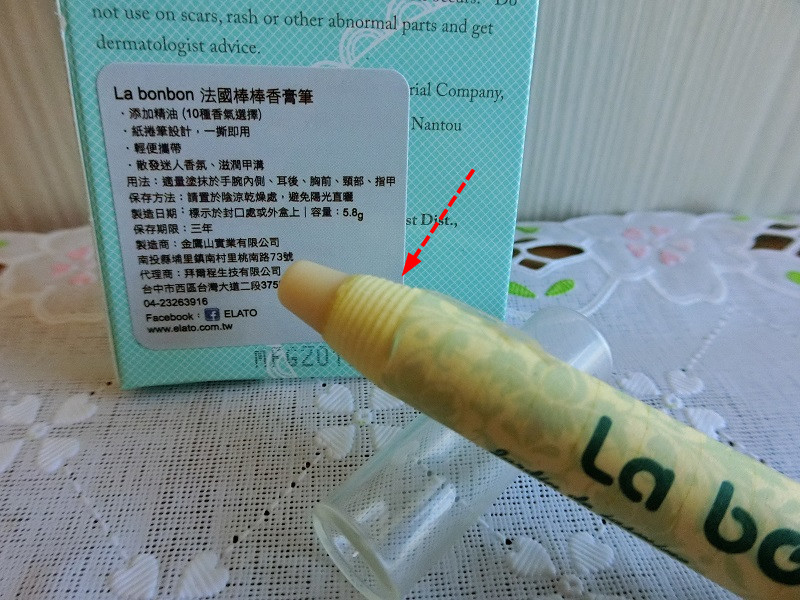 not use on scars, rash or other abnormal parts and get
dermatologist advice.
rial Company,
Nantou
st Dist.,
La bonbon 法國棒棒香膏筆
・添加精油 (10種香氣選擇)
・紙捲筆設計，一撕即用
・輕便攜帶
・散發迷人香氛、滋潤甲溝
用法：適量塗抹於手腕內側、耳後、胸前、頸部、指甲
保存方法：請置於陰涼乾燥處，避免陽光直曬
製造日期：標示於封口處或外盒上｜容量：5.8g
保存期限：三年
製造商：金鷹山實業有限公司
南投縣埔里鎮南村里桃南路73號
代理商：拜爾程生技有限公司
台中市西區台灣大道二段375
04-23263916
Facebook： ELATO
www.elato.com.tw
MFG201
La bo